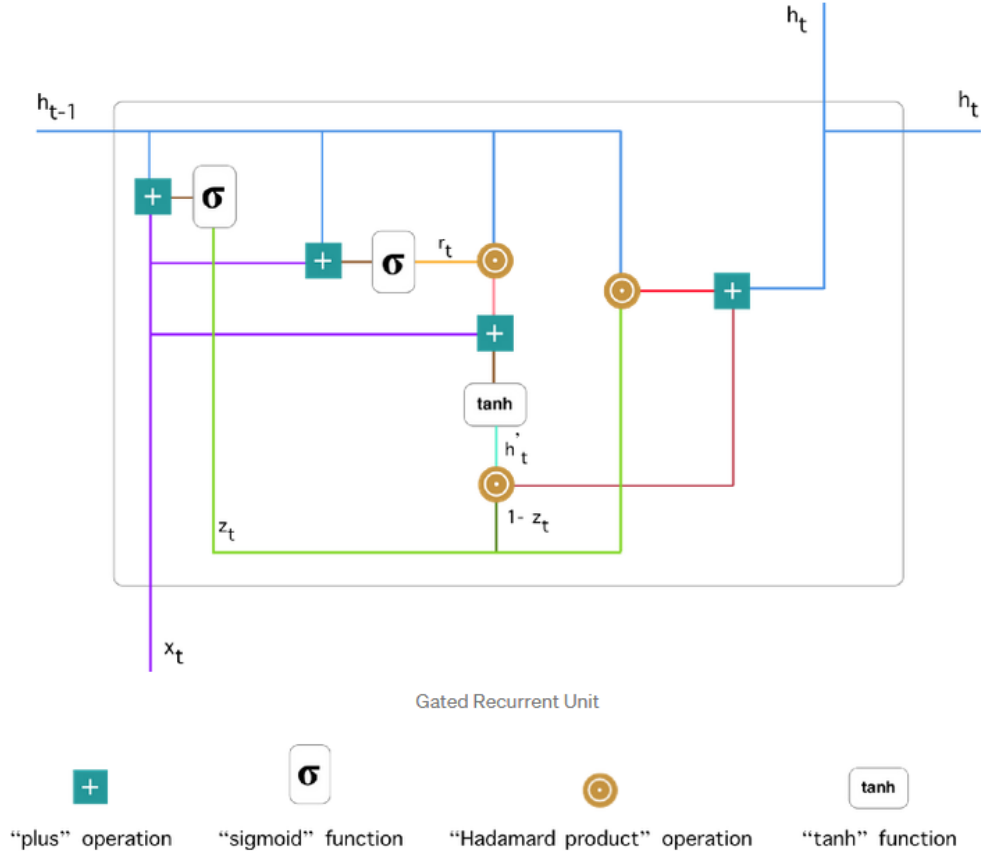 h_t
h_{t-1}
h_t
+
σ
+
σ
r_t
+
+
tanh
h'_t
1- z_t
z_t
x_t
Gated Recurrent Unit
+
σ
tanh
“plus” operation
“sigmoid” function
“Hadamard product” operation
“tanh” function